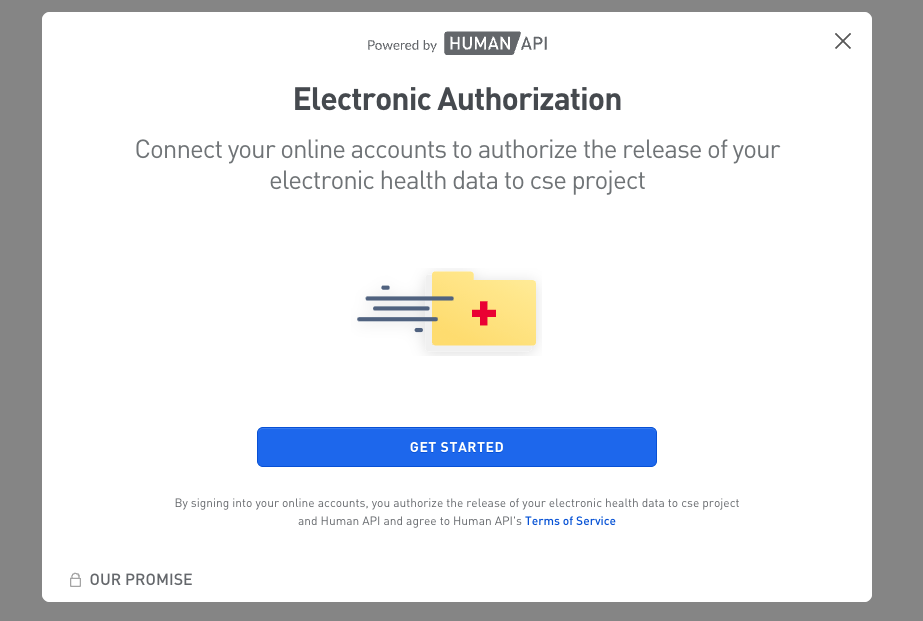 Powered by HUMAN/API
Electronic Authorization
Connect your online accounts to authorize the release of your
electronic health data to cse project
GET STARTED
By signing into your online accounts, you authorize the release of your electronic health data to cse project
and Human API and agree to Human API's Terms of Service
OUR PROMISE